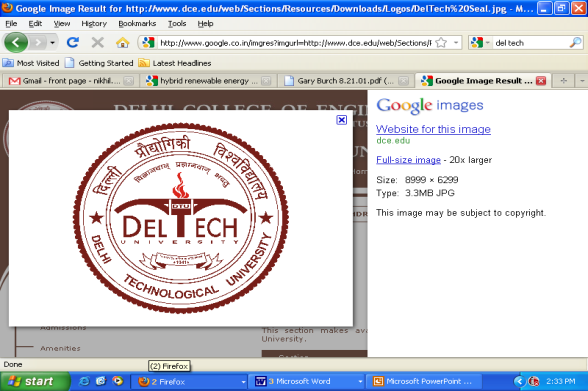 Google Image Result for http://www.dce.edu/web/Sections/Resources/Downloads/Logos/DelTech%20Seal.jpg - M...
File Edit View History Bookmarks Tools Help
http://www.google.co.in/imgres?imgurl=http://www.dce.edu/web/Sections/
del tech
Most Visited Getting Started Latest Headlines
Gmail - front page - nikhil.... hybrid renewable energy ... Gary Burch 8.21.01.pdf (... Google Image Result ...
DELHI COLLEGE OF ENGI
Google images
Website for this image
dce.edu
Full-size image - 20x larger
Size: 8999 × 6299
Type: 3.3MB JPG
This image may be subject to copyright.
दिल्ली प्रौद्योगिकी विश्वविद्यालय
DTU
DELTECH
UNIVERSITY
1941
DELHI TECHNOLOGICAL UNIVERSITY
Admissions
Amenities
This section makes ava
University.
Done
(2) Firefox
start 2 Firefox 3 Microsoft Word Microsoft PowerPoint ... 2:33 PM